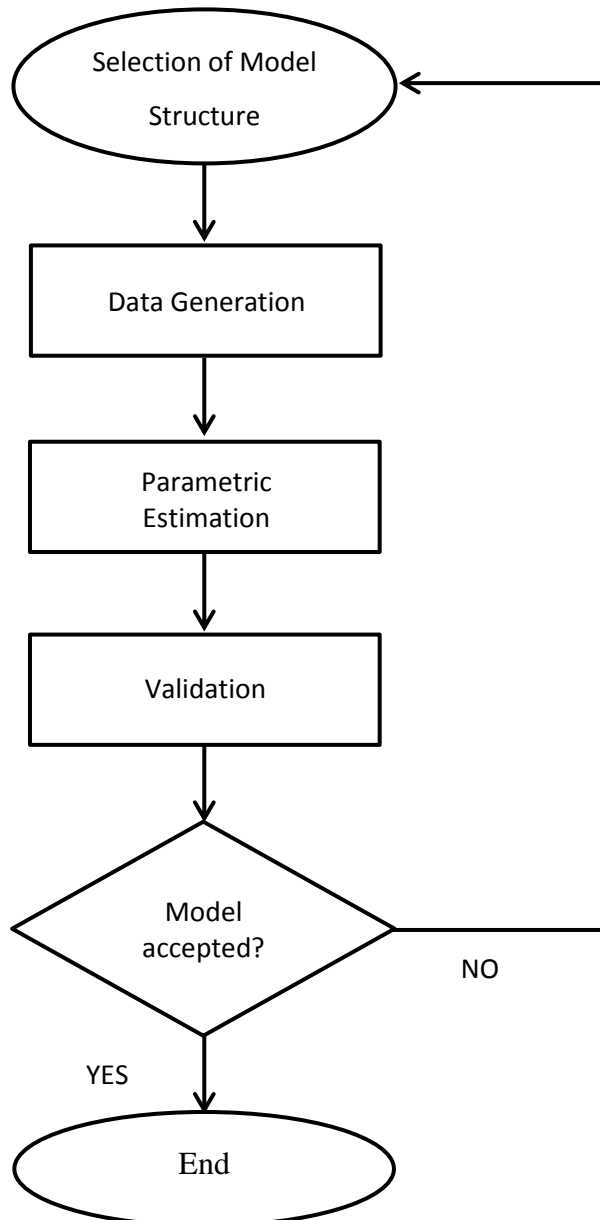 Selection of Model
Structure
Data Generation
Parametric
Estimation
Validation
Model
accepted?
NO
YES
End